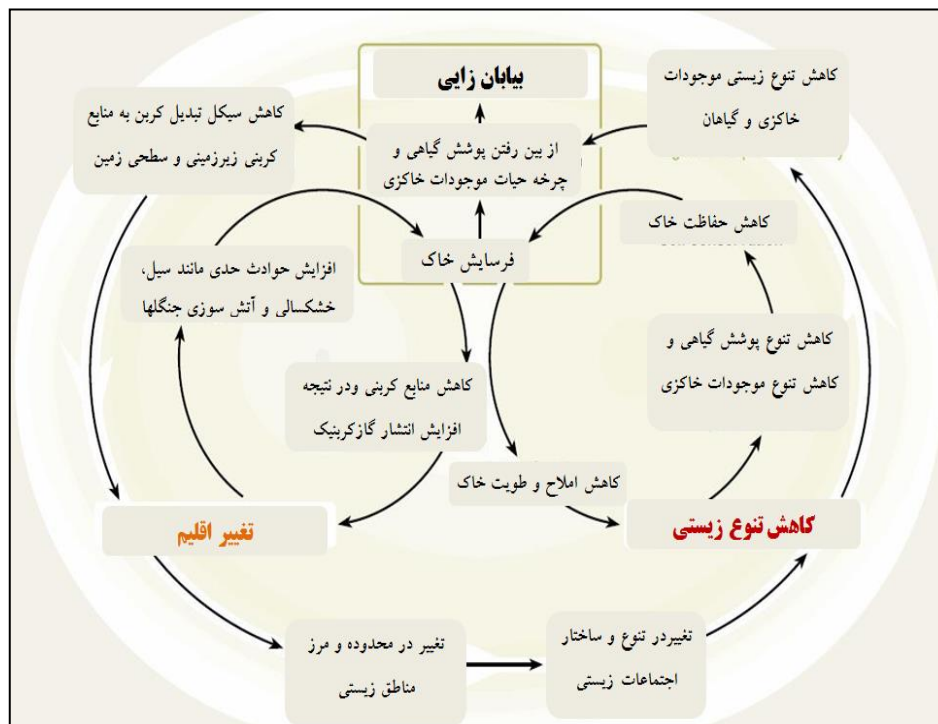 بیابان زایی
کاهش تنوع زیستی موجودات
خاکزی و گیاهان
کاهش سیکل تبدیل کربن به منابع
کربنی زیرزمینی و سطحی زمین
از بین رفتن پوشش گیاهی و
چرخه حیات موجودات خاکزی
کاهش حفاظت خاک
فرسایش خاک
افزایش حوادث حدی مانند سیل،
خشکسالی و آتش سوزی جنگلها
کاهش تنوع پوشش گیاهی و
کاهش تنوع موجودات خاکزی
کاهش منابع کربنی ودر نتیجه
افزایش انتشار گازکربنیک
کاهش املاح و طوبت خاک
تغییر اقلیم
کاهش تنوع زیستی
تغییر در محدوده و مرز
مناطق زیستی
تغییردر تنوع و ساختار
اجتماعات زیستی